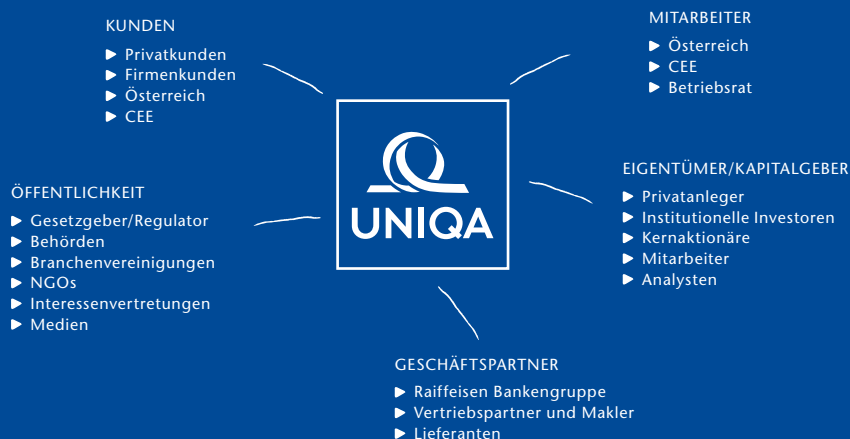 KUNDEN
Privatkunden
Firmenkunden
Österreich
CEE
MITARBEITER
Österreich
CEE
Betriebsrat
UNIQA
ÖFFENTLICHKEIT
Gesetzgeber/Regulator
Behörden
Branchenvereinigungen
NGOs
Interessenvertretungen
Medien
EIGENTÜMER/KAPITALGEBER
Privatanleger
Institutionelle Investoren
Kernaktionäre
Mitarbeiter
Analysten
GESCHÄFTSPARTNER
Raiffeisen Bankengruppe
Vertriebspartner und Makler
Lieferanten